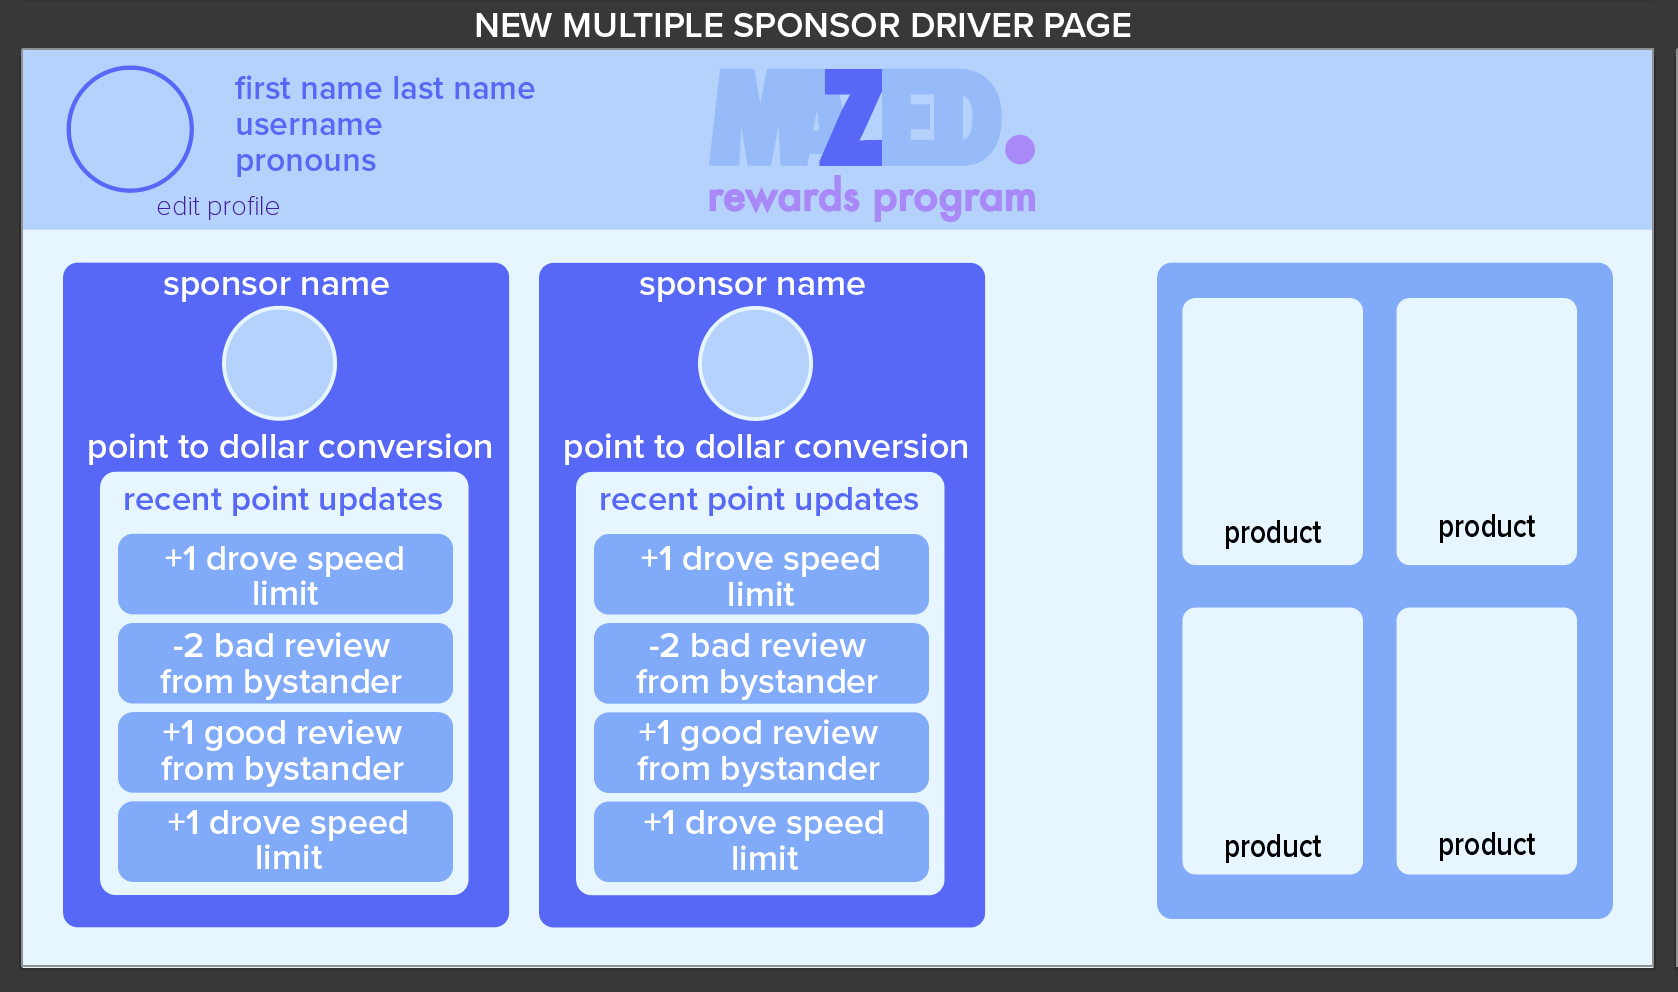 NEW MULTIPLE SPONSOR DRIVER PAGE
first name last name
username
pronouns
edit profile
MAZED.
rewards program
sponsor name
point to dollar conversion
recent point updates
+1 drove speed
limit
-2 bad review
from bystander
+1 good review
from bystander
+1 drove speed
limit
sponsor name
point to dollar conversion
recent point updates
+1 drove speed
limit
-2 bad review
from bystander
+1 good review
from bystander
+1 drove speed
limit
product
product
product
product